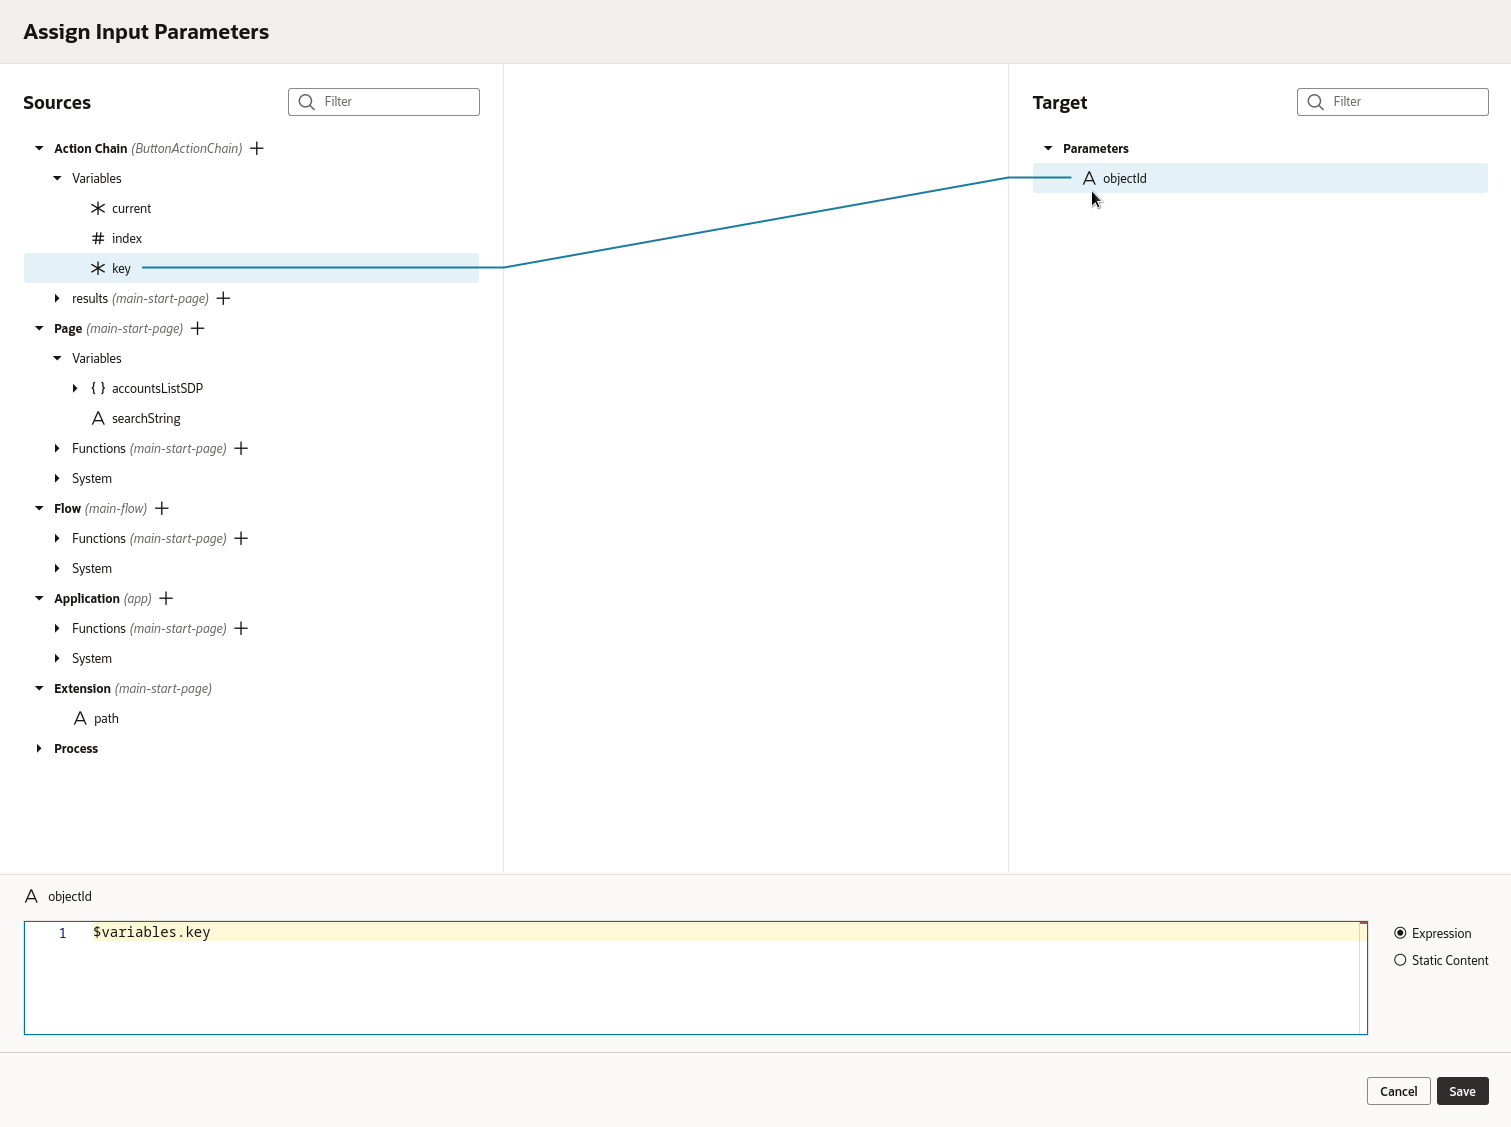 Assign Input Parameters
Sources
Filter
Action Chain (ButtonActionChain)
Variables
current
index
key
results (main-start-page)
Page (main-start-page)
Variables
accountsListSDP
searchString
Functions (main-start-page)
System
Flow (main-flow)
Functions (main-start-page)
System
Application (app)
Functions (main-start-page)
System
Extension (main-start-page)
path
Process
Target
Filter
Parameters
objectId
objectId
1 $variables.key
Expression
Static Content
Cancel
Save